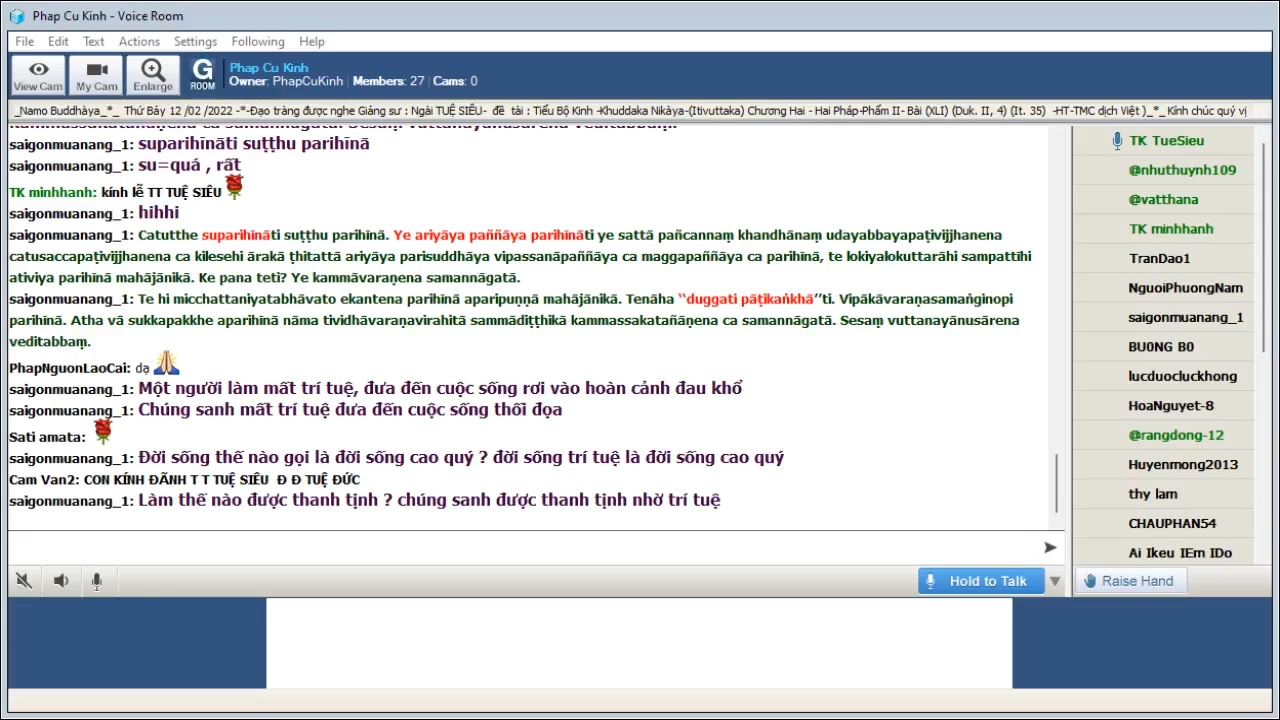 Phap Cu Kinh - Voice Room
File Edit Text Actions Settings Following Help
View Cam My Cam Enlarge G ROOM
Phap Cu Kinh
Owner: PhapCuKinh | Members: 27 | Cams: 0
_Namo Buddhàya_*_ Thứ Bảy 12 /02 /2022 -*-Đạo tràng được nghe Giảng sư : Ngài TUỆ SIÊU- đề tài : Tiểu Bộ Kinh -Khuddaka Nikàya-(Itivuttaka) Chương Hai - Hai Pháp-Phẩm II- Bài (XLI) (Duk. II, 4) (It. 35) -HT-TMC dịch Việt )_*_ Kính chúc quý vị
saigonmuanang_1: suparihīnāti suṭṭhu parihīnā
saigonmuanang_1: su=quá , rất
TK minhhanh: kính lễ TT TUỆ SIÊU
saigonmuanang_1: hihhi
saigonmuanang_1: Catutthe suparihīnāti suṭṭhu parihīnā. Ye ariyāya paññāya parihīnāti ye sattā pañcannaṃ khandhānaṃ udayabbayapaṭivijjhanena
catusaccapaṭivijjhanena ca kilesehi ārakā ṭhitattā ariyāya parisuddhāya vipassanāpaññāya ca maggapaññāya ca parihīnā, te lokiyalokuttarāhi sampattīhi
ativiya parihīnā mahājānikā. Ke pana teti? Ye kammāvaraṇena samannāgatā.
saigonmuanang_1: Te hi micchattaniyatabhāvato ekantena parihīnā aparipuṇṇā mahājānikā. Tenāha ‘‘duggati pāṭikaṅkhā’’ti. Vipākāvaraṇasamaṅginopi
parihīnā. Atha vā sukkapakkhe aparihīnā nāma tividhāvaraṇavirahitā sammādiṭṭhikā kammassakatañāṇena ca samannāgatā. Sesaṃ vuttanayānusārena
veditabbaṃ.
PhapNguonLaoCai: dạ
saigonmuanang_1: Một người làm mất trí tuệ, đưa đến cuộc sống rơi vào hoàn cảnh đau khổ
saigonmuanang_1: Chúng sanh mất trí tuệ đưa đến cuộc sống thối đọa
Sati amata:
saigonmuanang_1: Đời sống thế nào gọi là đời sống cao quý ? đời sống trí tuệ là đời sống cao quý
Cam Van2: CON KÍNH ĐÃNH T T TUỆ SIÊU Đ Đ TUỆ ĐỨC
saigonmuanang_1: Làm thế nào được thanh tịnh ? chúng sanh được thanh tịnh nhờ trí tuệ
Hold to Talk
TK TueSieu
@nhuthuynh109
@vatthana
TK minhhanh
TranDao1
NguoiPhuongNam
saigonmuanang_1
BU0NG B0
lucduocluckhong
HoaNguyet-8
@rangdong-12
Huyenmong2013
thy lam
CHAUPHAN54
Ai Ikeu IEm IDo
Raise Hand